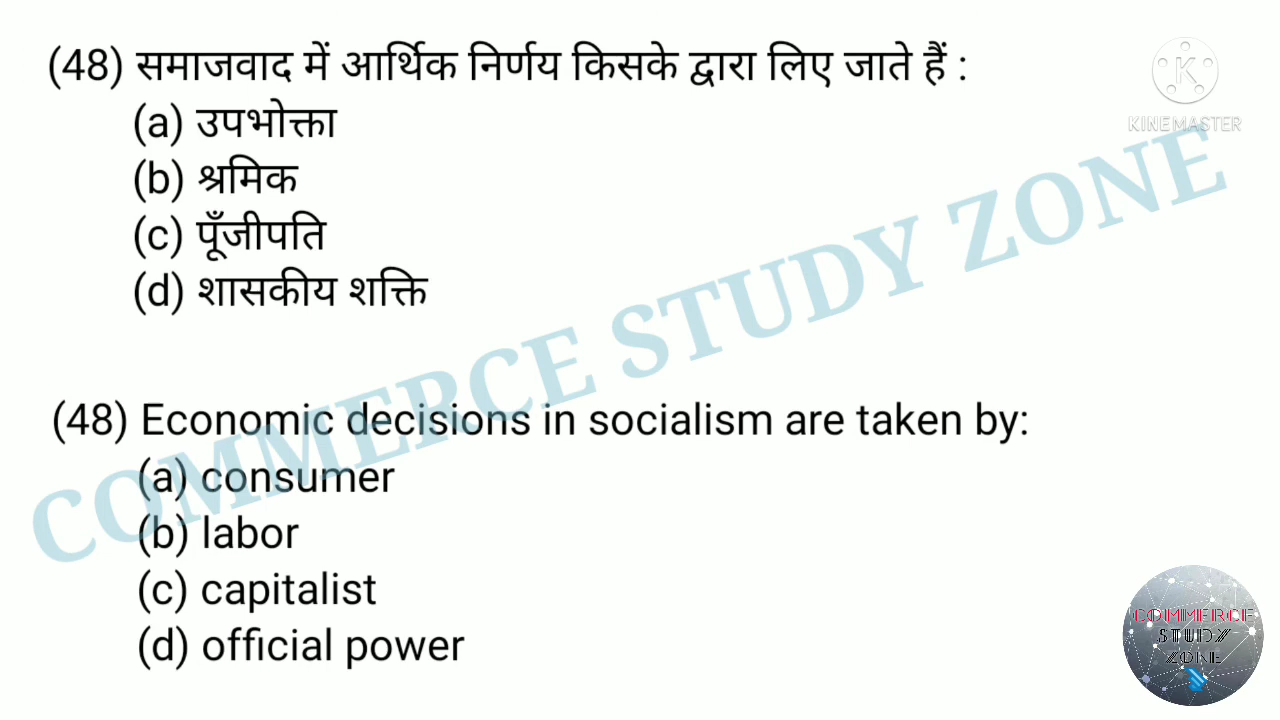 (48) समाजवाद में आर्थिक निर्णय किसके द्वारा लिए जाते हैं :
(a) उपभोक्ता
(b) श्रमिक
(c) पूँजीपति
(d) शासकीय शक्ति
K
KINEMASTER
COMMERCE STUDY ZONE
(48) Economic decisions in socialism are taken by:
(a) consumer
(b) labor
(c) capitalist
(d) official power
COMMERCE
STUDY
ZONE